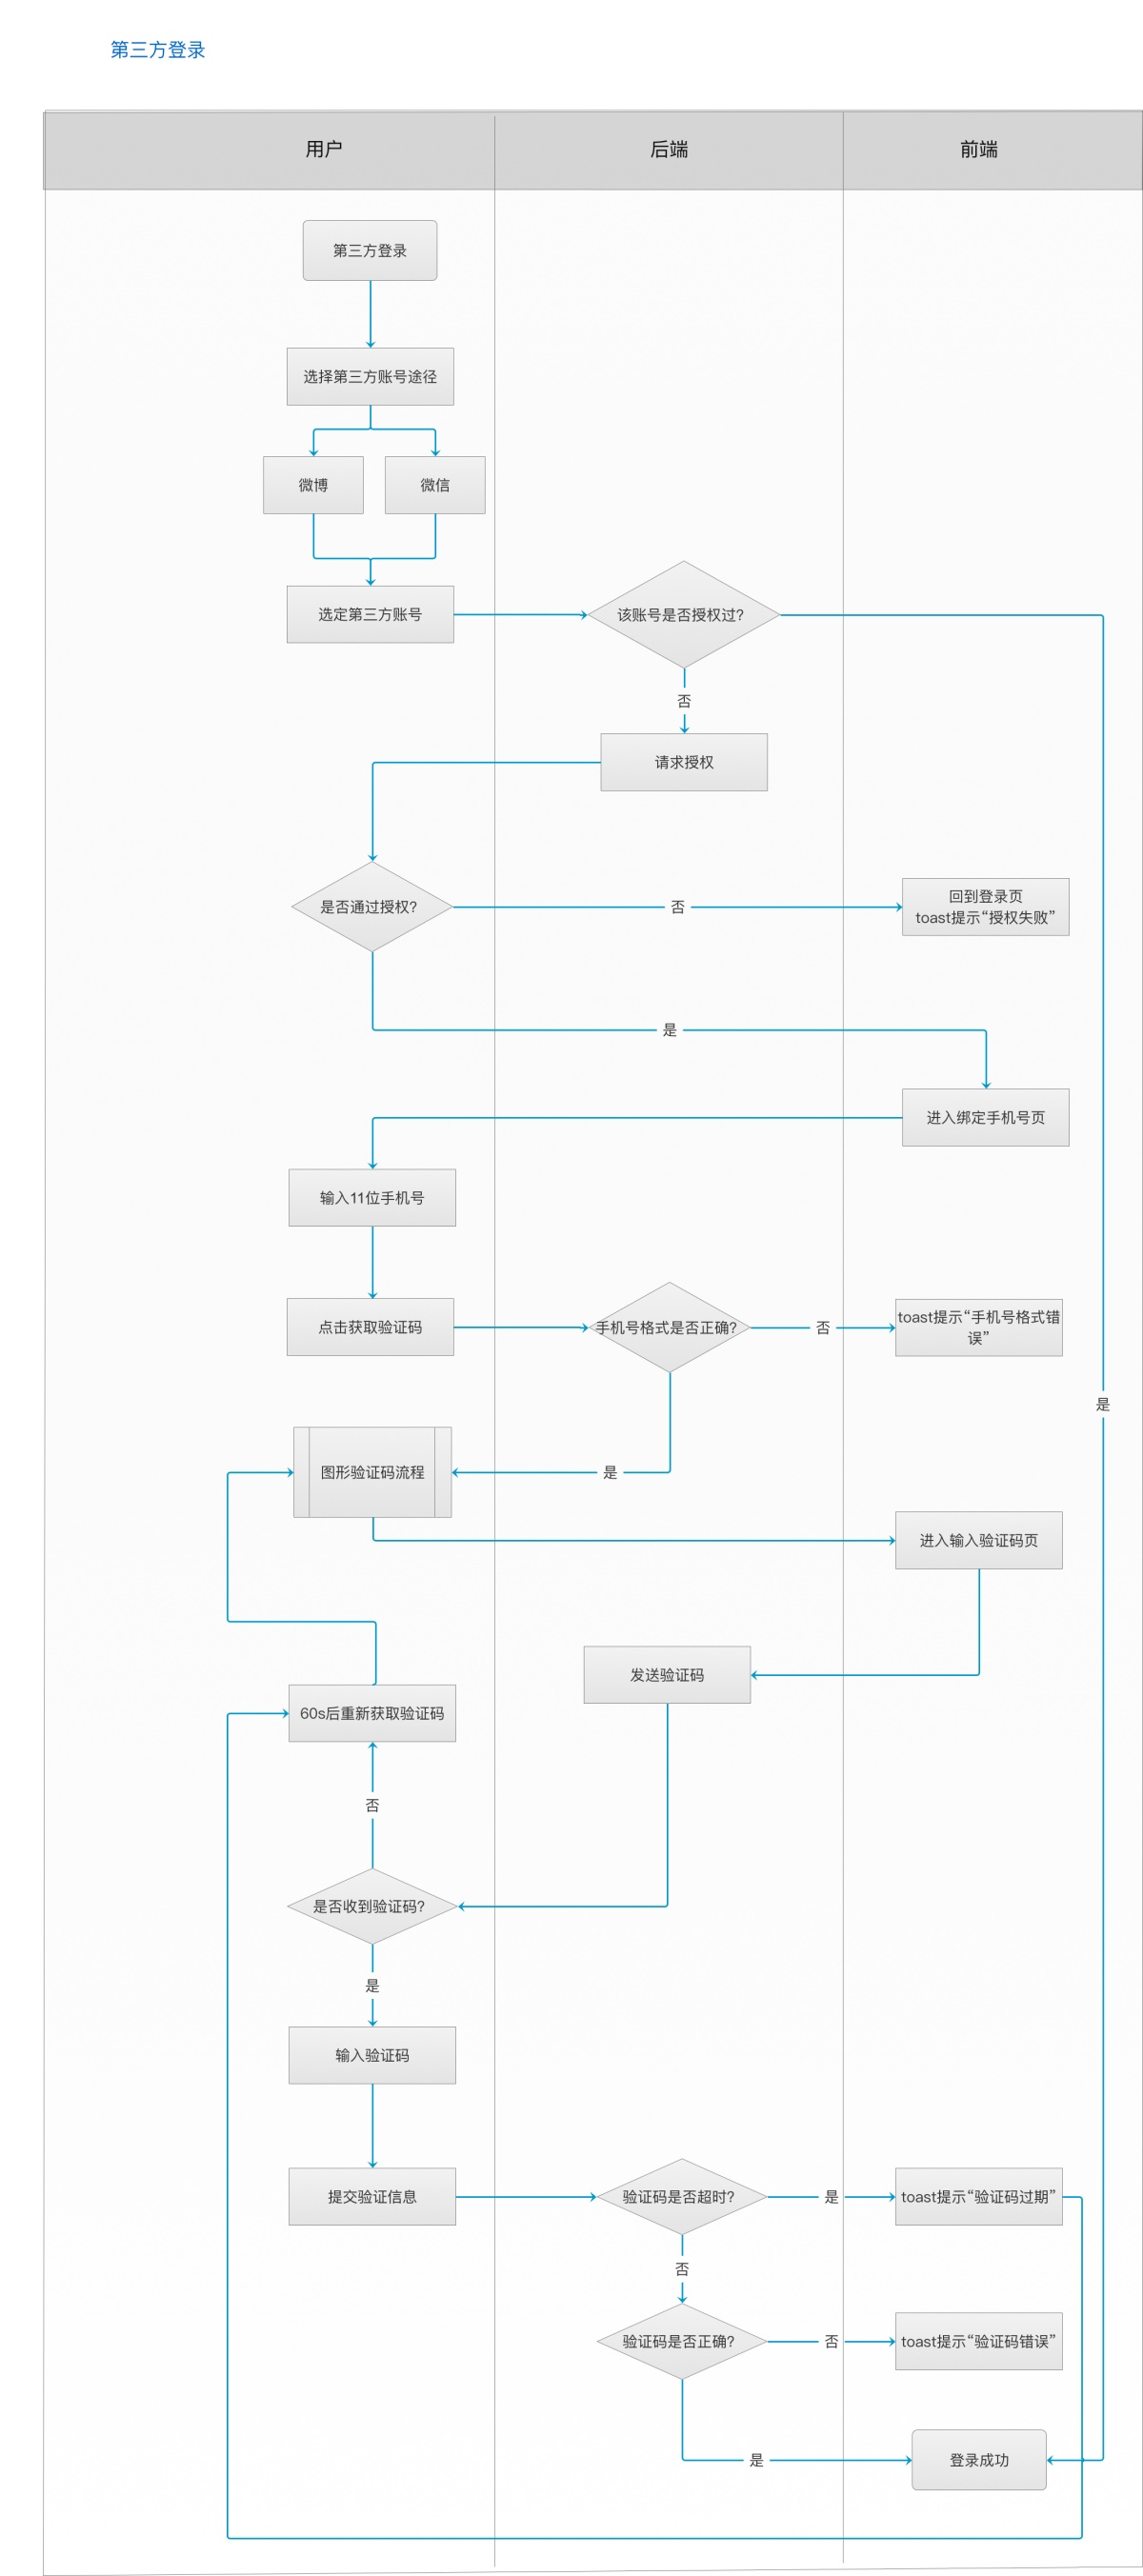 第三方登录
用户
后端
前端
第三方登录
选择第三方账号途径
微博
微信
选定第三方账号
该账号是否授权过?
否
请求授权
是否通过授权?
否
回到登录页
toast提示“授权失败”
是
进入绑定手机号页
输入11位手机号
点击获取验证码
手机号格式是否正确?
否
toast提示“手机号格式错
误”
是
图形验证码流程
是
进入输入验证码页
发送验证码
60s后重新获取验证码
否
是否收到验证码?
是
输入验证码
提交验证信息
验证码是否超时?
是
toast提示“验证码过期”
否
验证码是否正确?
否
toast提示“验证码错误”
是
登录成功